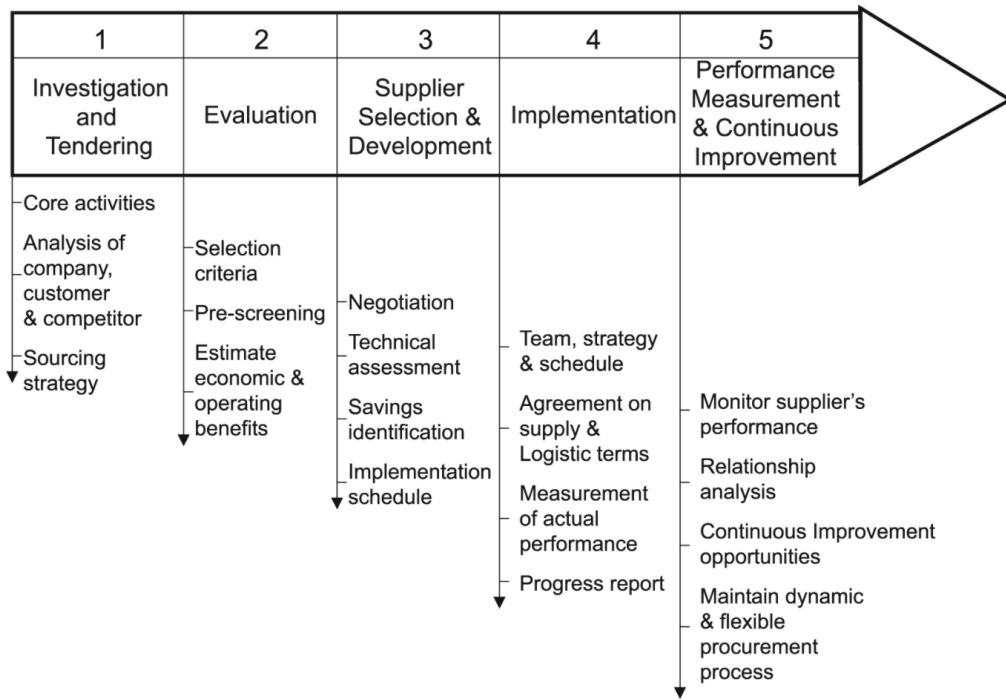 1
Investigation
and
Tendering
Core activities
Analysis of
company,
customer
& competitor
Sourcing
strategy
2
Evaluation
Selection
criteria
Pre-screening
Estimate
economic &
operating
benefits
3
Supplier
Selection &
Development
Negotiation
Technical
assessment
Savings
identification
Implementation
schedule
4
Implementation
Team, strategy
& schedule
Agreement on
supply &
Logistic terms
Measurement
of actual
performance
Progress report
5
Performance
Measurement
& Continuous
Improvement
Monitor supplier's
performance
Relationship
analysis
Continuous Improvement
opportunities
Maintain dynamic
& flexible
procurement
process